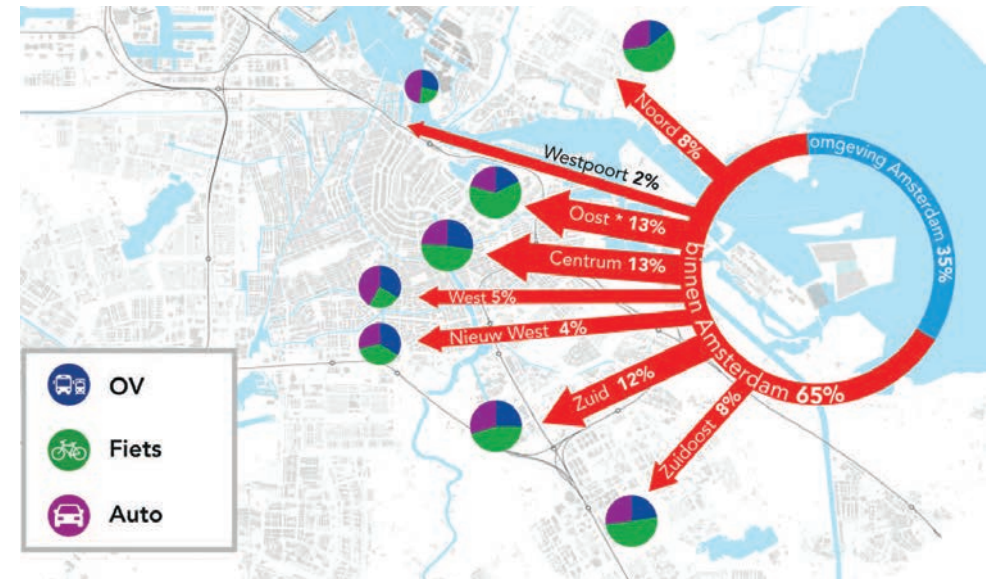 Noord 8%
omgeving Amsterdam 35%
Westpoort 2%
Oost * 13%
Centrum 13%
binnen Amsterdam 65%
West 5%
Nieuw West 4%
Zuid 12%
Zuidoost 8%
OV
Fiets
Auto